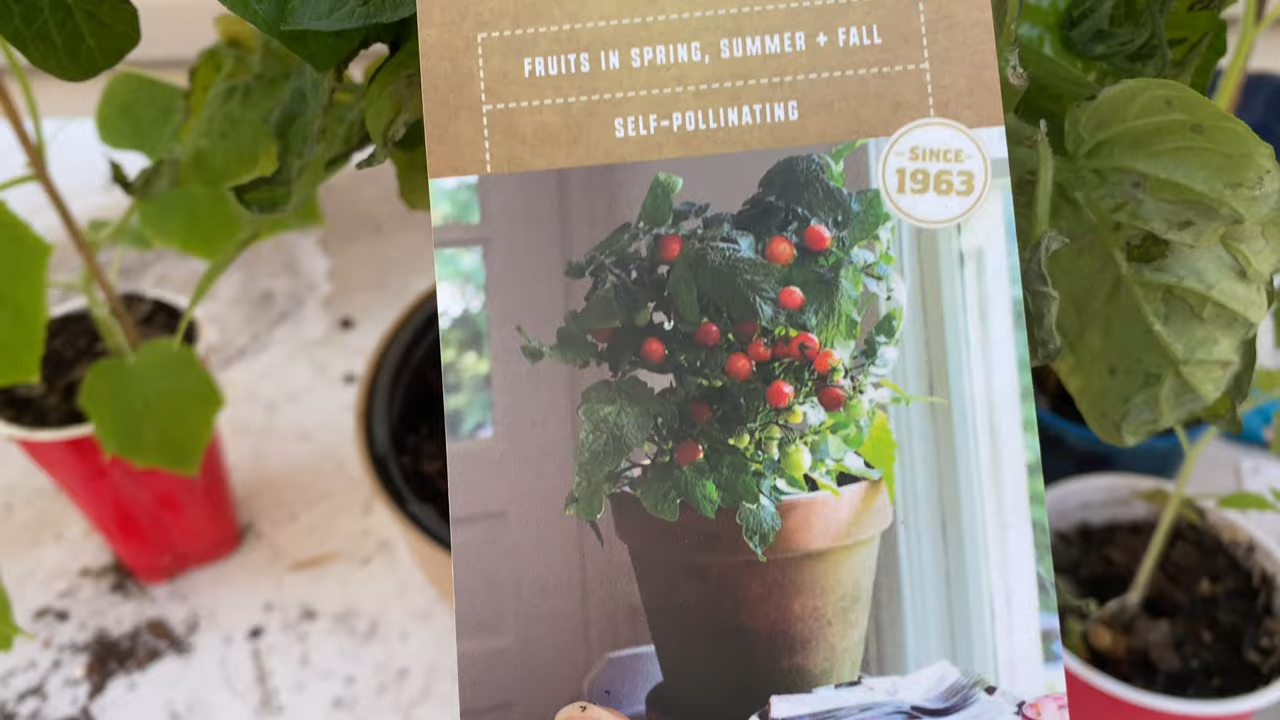 FRUITS IN SPRING, SUMMER + FALL
SELF-POLLINATING
-SINCE-
1963